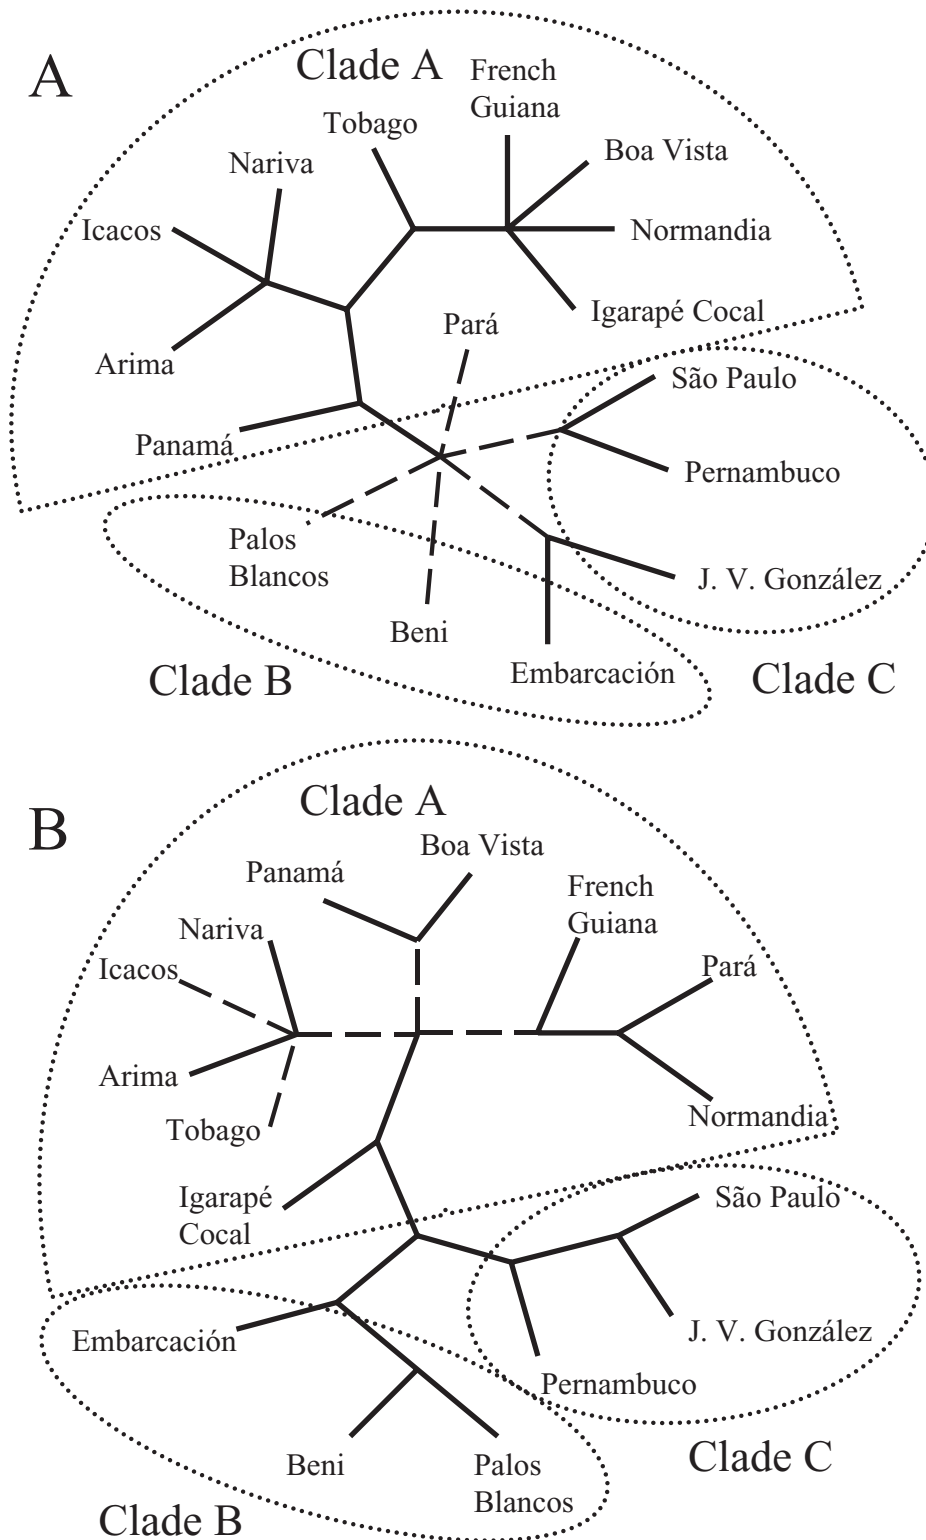 A
Clade A
French
Guiana
Tobago
Boa Vista
Nariva
Icacos
Normandia
Igarapé Cocal
Pará
Arima
São Paulo
Panamá
Pernambuco
Palos
Blancos
J. V. González
Beni
Embarcación
Clade B
Clade C
B
Clade A
Boa Vista
Panamá
French
Guiana
Nariva
Icacos
Pará
Arima
Normandia
Tobago
Igarapé
Cocal
São Paulo
J. V. González
Embarcación
Pernambuco
Beni
Palos
Blancos
Clade C
Clade B